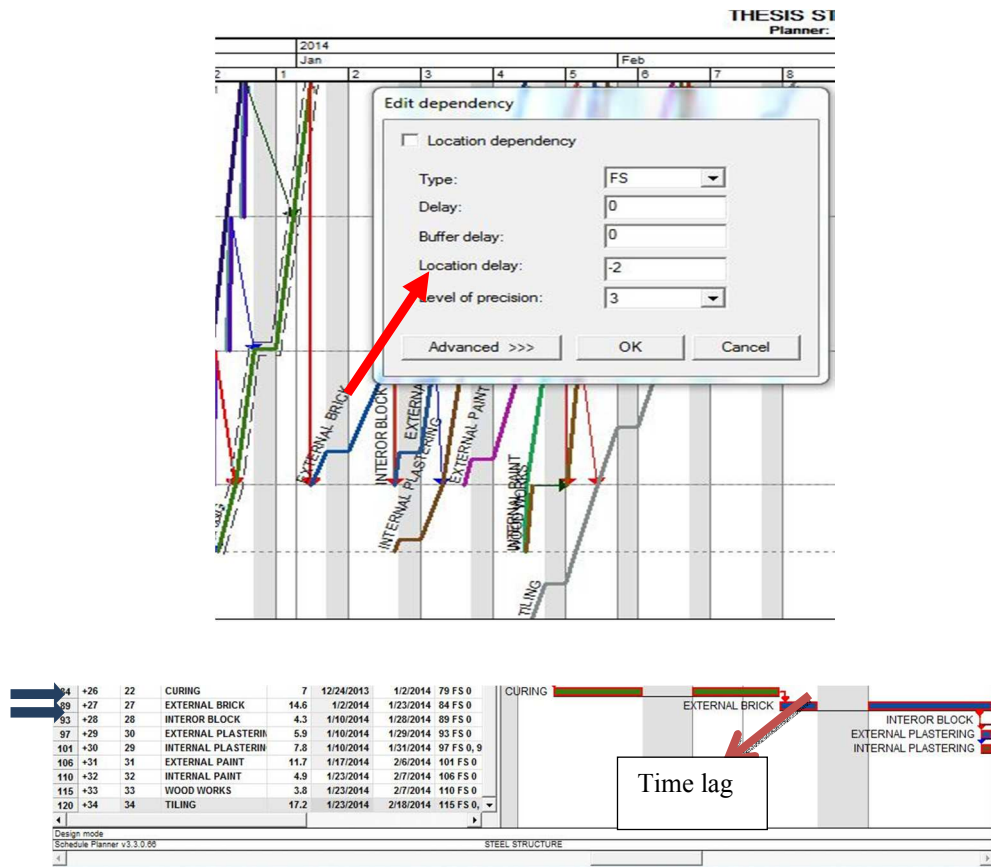 THESIS ST
Planner:
2014
Jan Feb
2 1 2 3 4 5 6 7 8
Edit dependency
Location dependency
Type: FS
Delay: 0
Buffer delay: 0
Location delay: -2
Level of precision: 3
Advanced >>> OK Cancel
EXTERNAL BRICK
INTEROR BLOCK
EXTERNA
INTERNAL PLASTERING
EXTERNAL PAINT
INTERNAL PAINT
WOOD WORKS
TILING
84 +26 22 CURING 7 12/24/2013 1/2/2014 79 FS 0
89 +27 27 EXTERNAL BRICK 14.6 1/2/2014 1/23/2014 84 FS 0
93 +28 28 INTEROR BLOCK 4.3 1/10/2014 1/28/2014 89 FS 0
97 +29 30 EXTERNAL PLASTERIN 5.9 1/10/2014 1/29/2014 93 FS 0
101 +30 29 INTERNAL PLASTERIN 7.8 1/10/2014 1/31/2014 97 FS 0, 9
106 +31 31 EXTERNAL PAINT 11.7 1/17/2014 2/6/2014 101 FS 0
110 +32 32 INTERNAL PAINT 4.9 1/23/2014 2/7/2014 106 FS 0
115 +33 33 WOOD WORKS 3.8 1/23/2014 2/7/2014 110 FS 0
120 +34 34 TILING 17.2 1/23/2014 2/18/2014 115 FS 0,
CURING
EXTERNAL BRICK
INTEROR BLOCK
EXTERNAL PLASTERING
INTERNAL PLASTERING
Time lag
Design mode
Schedule Planner v3.3.0.66 STEEL STRUCTURE